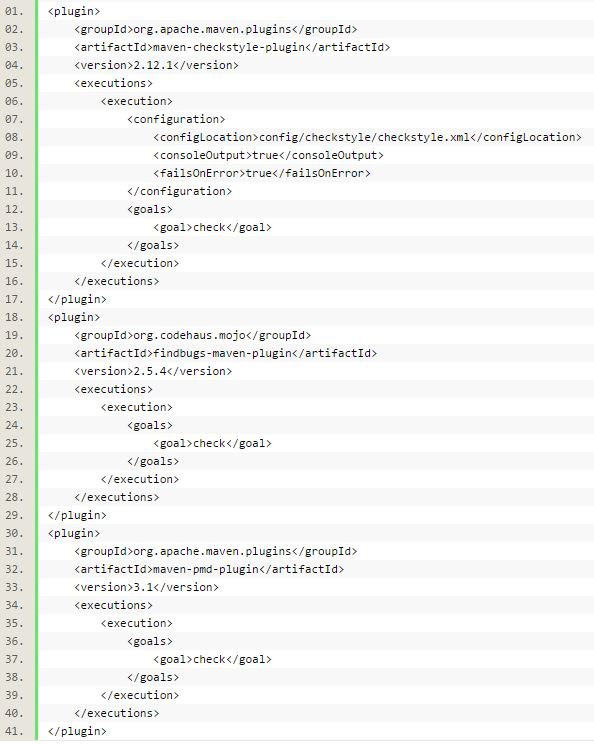 01. <plugin>
02.     <groupId>org.apache.maven.plugins</groupId>
03.     <artifactId>maven-checkstyle-plugin</artifactId>
04.     <version>2.12.1</version>
05.     <executions>
06.         <execution>
07.             <configuration>
08.                 <configLocation>config/checkstyle/checkstyle.xml</configLocation>
09.                 <consoleOutput>true</consoleOutput>
10.                 <failsOnError>true</failsOnError>
11.             </configuration>
12.             <goals>
13.                 <goal>check</goal>
14.             </goals>
15.         </execution>
16.     </executions>
17. </plugin>
18. <plugin>
19.     <groupId>org.codehaus.mojo</groupId>
20.     <artifactId>findbugs-maven-plugin</artifactId>
21.     <version>2.5.4</version>
22.     <executions>
23.         <execution>
24.             <goals>
25.                 <goal>check</goal>
26.             </goals>
27.         </execution>
28.     </executions>
29. </plugin>
30. <plugin>
31.     <groupId>org.apache.maven.plugins</groupId>
32.     <artifactId>maven-pmd-plugin</artifactId>
33.     <version>3.1</version>
34.     <executions>
35.         <execution>
36.             <goals>
37.                 <goal>check</goal>
38.             </goals>
39.         </execution>
40.     </executions>
41. </plugin>